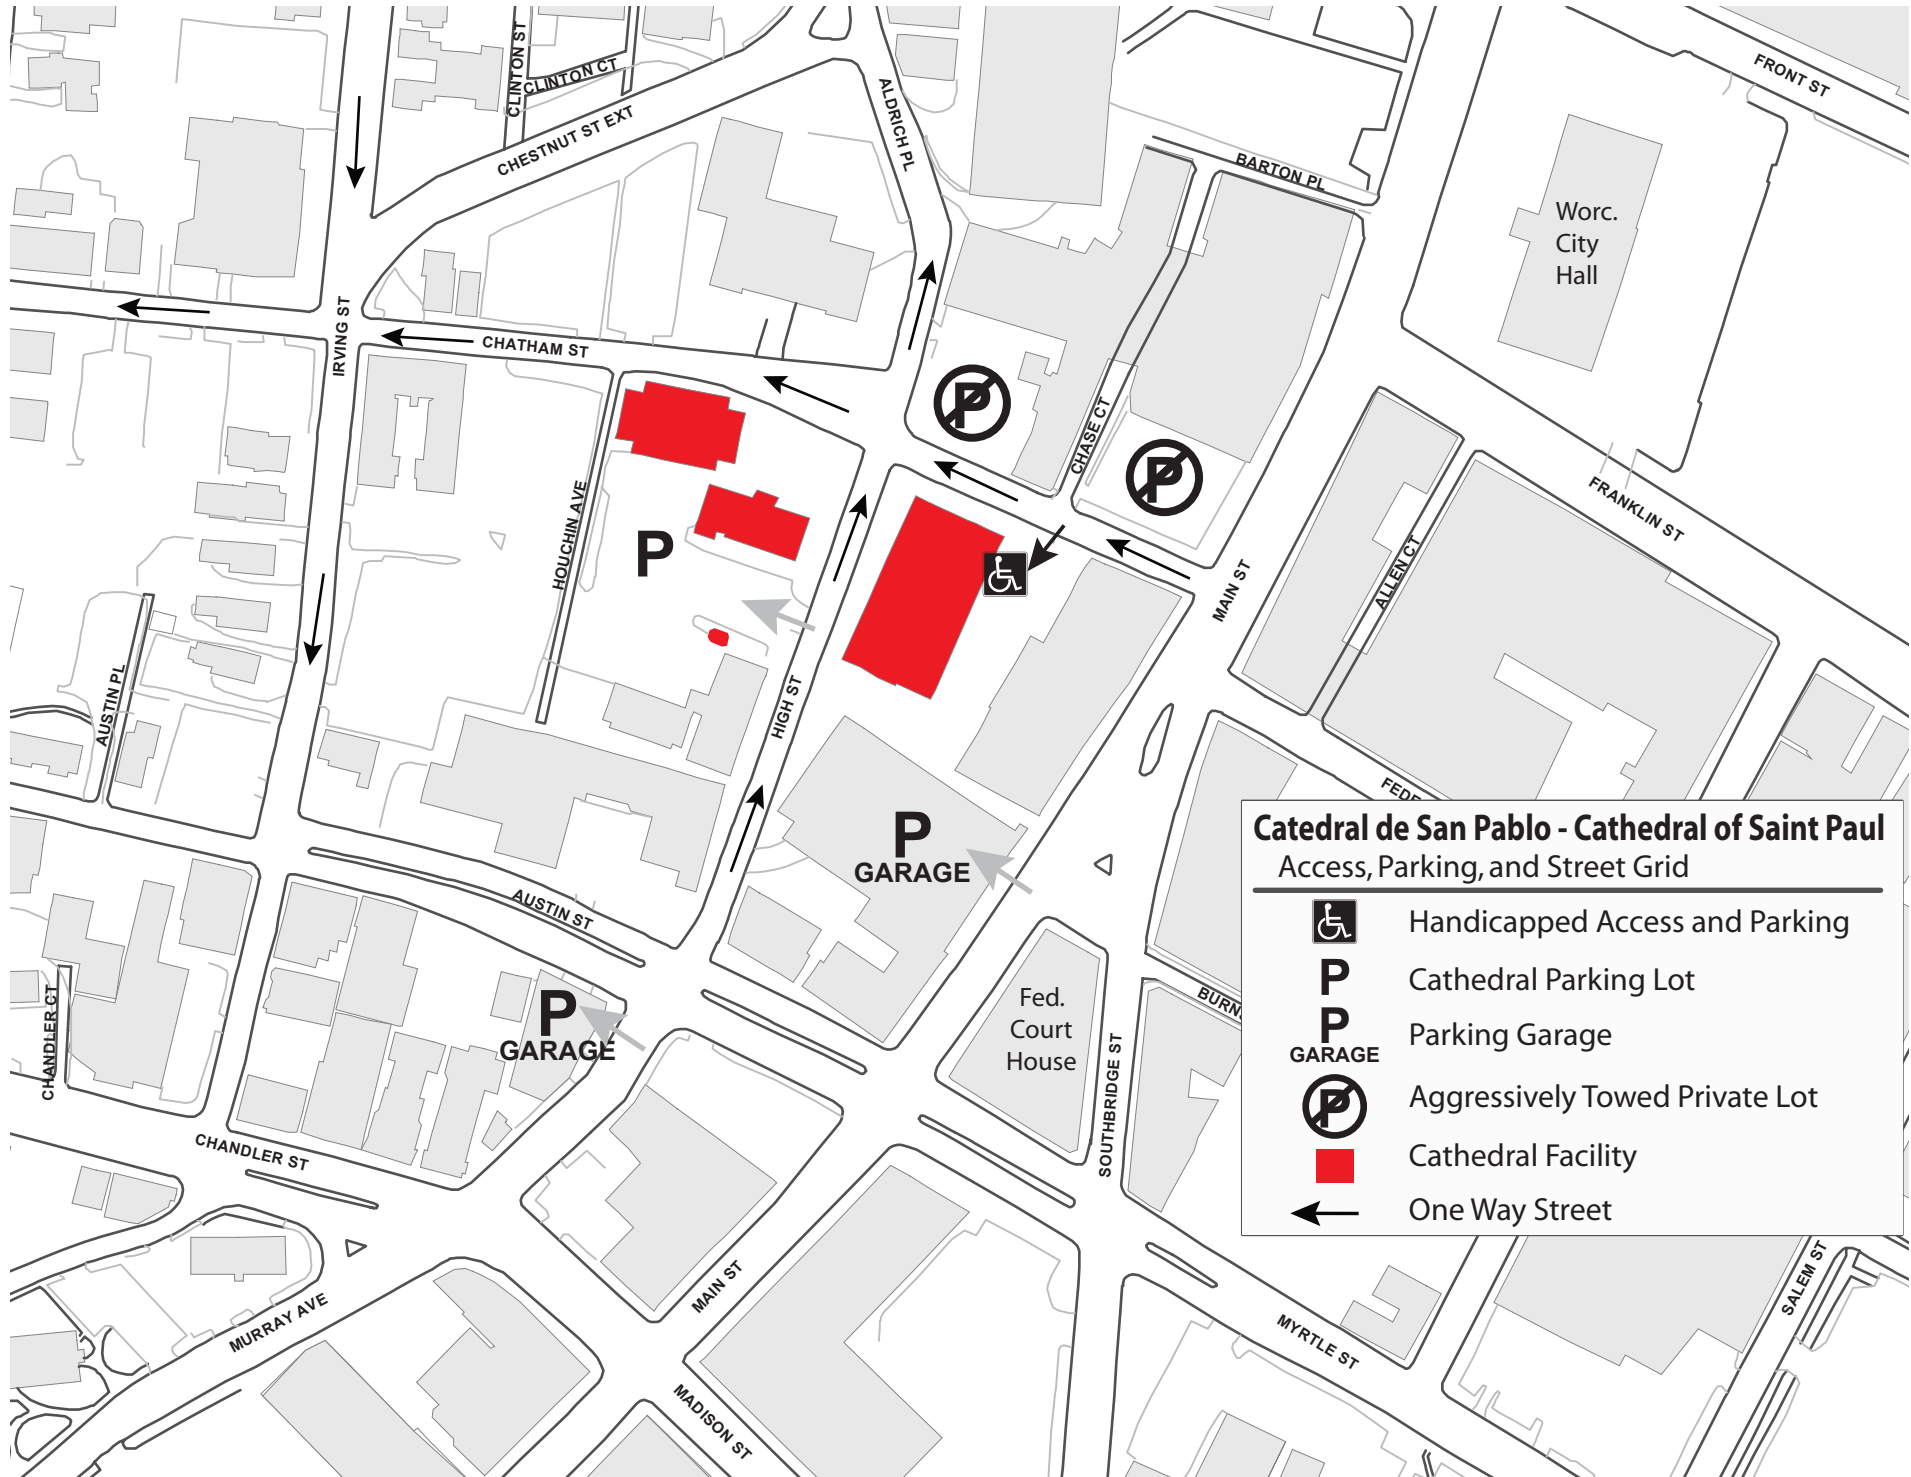 CLINTON ST
CLINTON CT
CHESTNUT ST EXT
ALDRICH PL
FRONT ST
BARTON PL
Worc.
City
Hall
IRVING ST
CHATHAM ST
P
CHASE CT
P
HOUCHIN AVE
P
FRANKLIN ST
ALLEN CT
MAIN ST
AUSTIN PL
HIGH ST
FEDE
P
GARAGE
AUSTIN ST
CHANDLER CT
P
GARAGE
Fed.
Court
House
BURN
SOUTHBRIDGE ST
CHANDLER ST
MAIN ST
MURRAY AVE
MADISON ST
MYRTLE ST
SALEM ST
Catedral de San Pablo - Cathedral of Saint Paul
Access, Parking, and Street Grid
Handicapped Access and Parking
P Cathedral Parking Lot
P
GARAGE Parking Garage
P Aggressively Towed Private Lot
Cathedral Facility
One Way Street